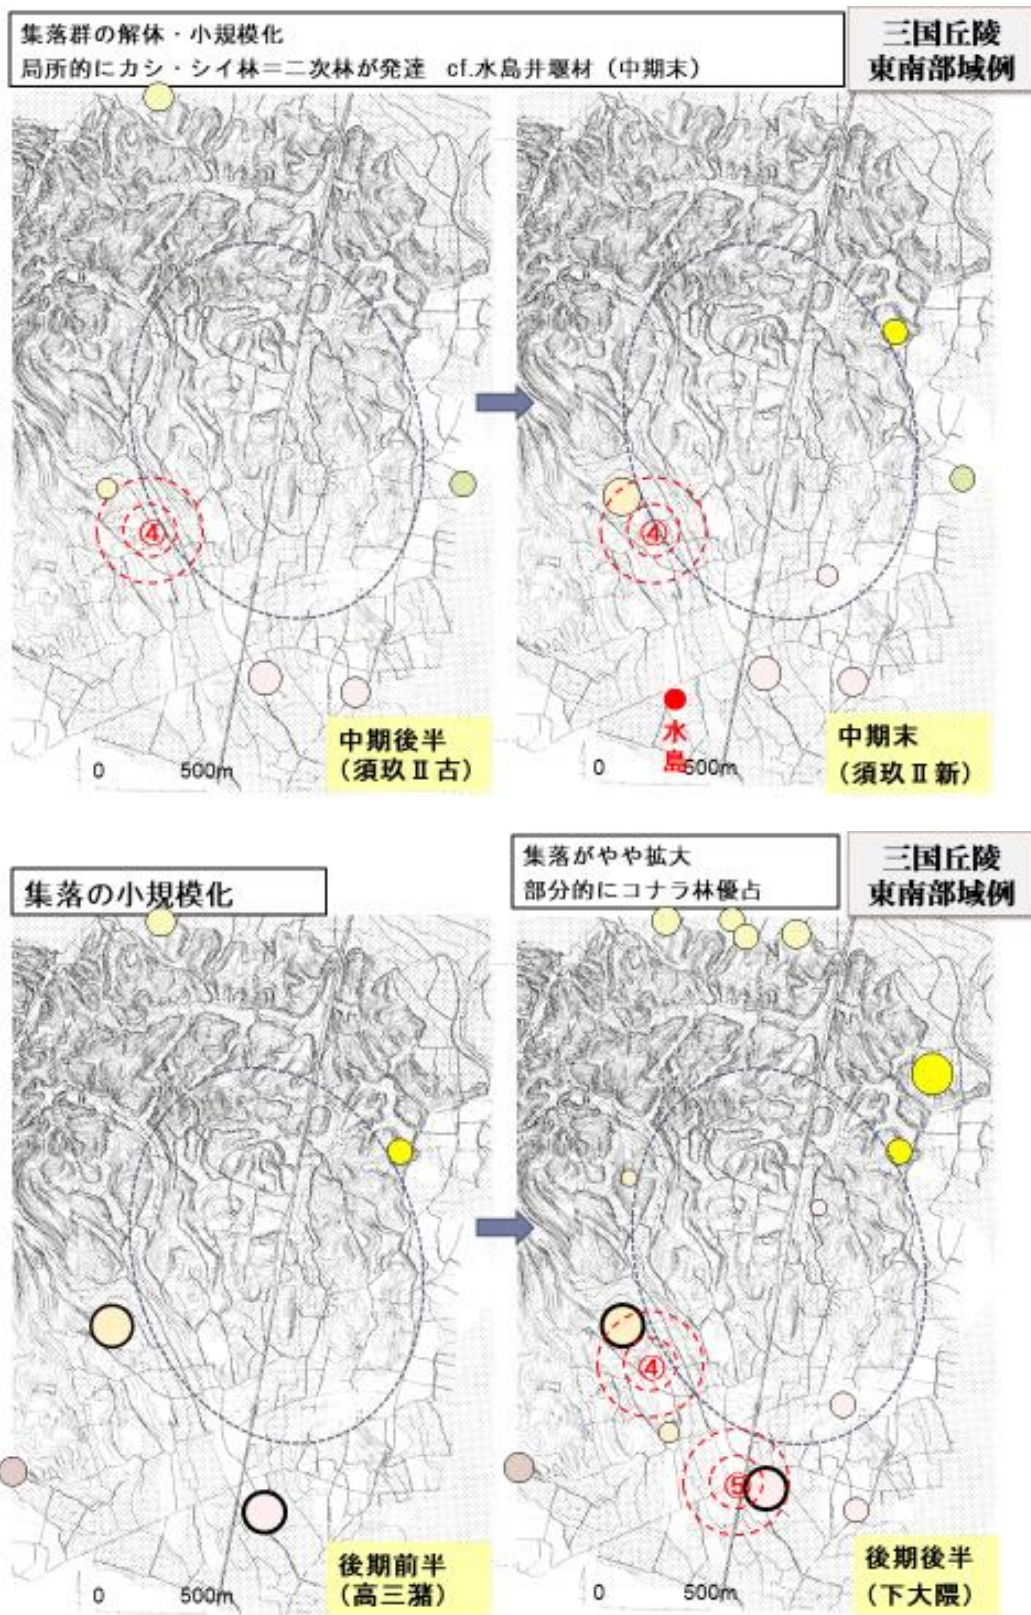 集落群の解体・小規模化
局所的にカシ・シイ林＝二次林が発達 cf.水島井堰材（中期末）
三国丘陵
東南部域例
④
0 500m
中期後半
（須玖Ⅱ古）
④
水島
0 500m
中期末
（須玖Ⅱ新）
集落の小規模化
集落がやや拡大
部分的にコナラ林優占
三国丘陵
東南部域例
0 500m
後期前半
（高三潴）
④
⑤
0 500m
後期後半
（下大隈）